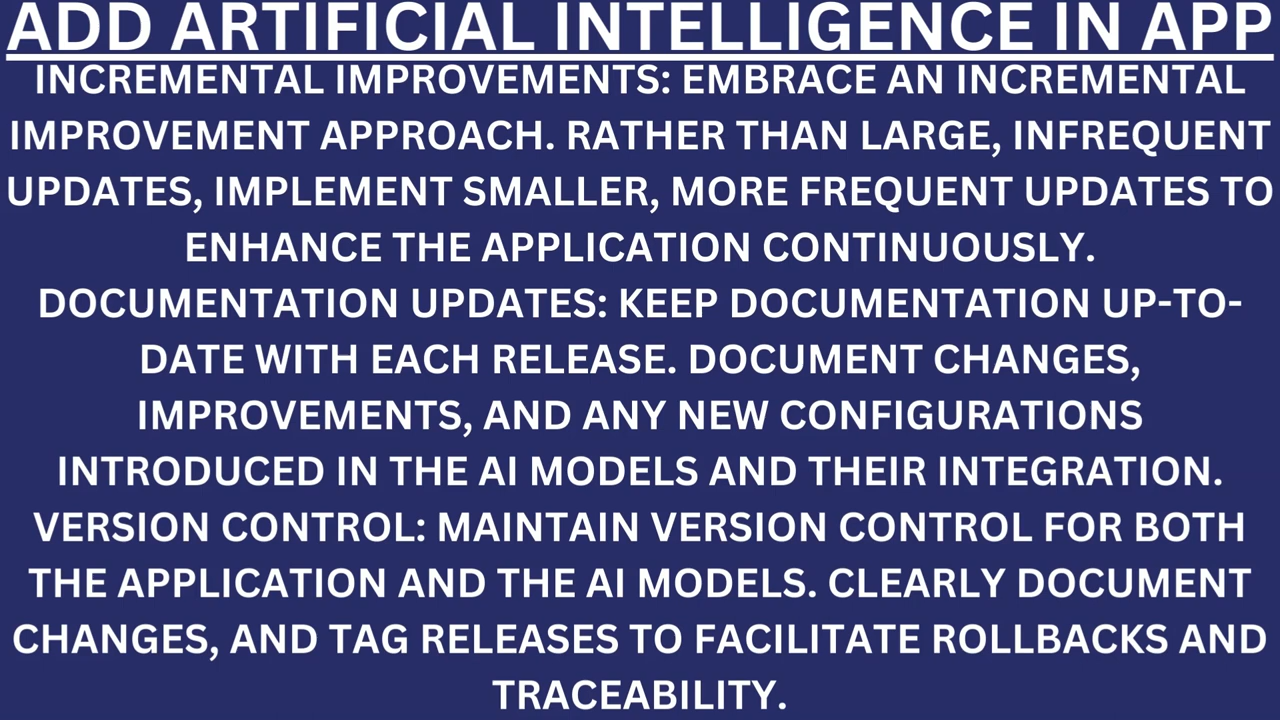 ADD ARTIFICIAL INTELLIGENCE IN APP
INCREMENTAL IMPROVEMENTS: EMBRACE AN INCREMENTAL
IMPROVEMENT APPROACH. RATHER THAN LARGE, INFREQUENT
UPDATES, IMPLEMENT SMALLER, MORE FREQUENT UPDATES TO
ENHANCE THE APPLICATION CONTINUOUSLY.
DOCUMENTATION UPDATES: KEEP DOCUMENTATION UP-TO-
DATE WITH EACH RELEASE. DOCUMENT CHANGES,
IMPROVEMENTS, AND ANY NEW CONFIGURATIONS
INTRODUCED IN THE AI MODELS AND THEIR INTEGRATION.
VERSION CONTROL: MAINTAIN VERSION CONTROL FOR BOTH
THE APPLICATION AND THE AI MODELS. CLEARLY DOCUMENT
CHANGES, AND TAG RELEASES TO FACILITATE ROLLBACKS AND
TRACEABILITY.